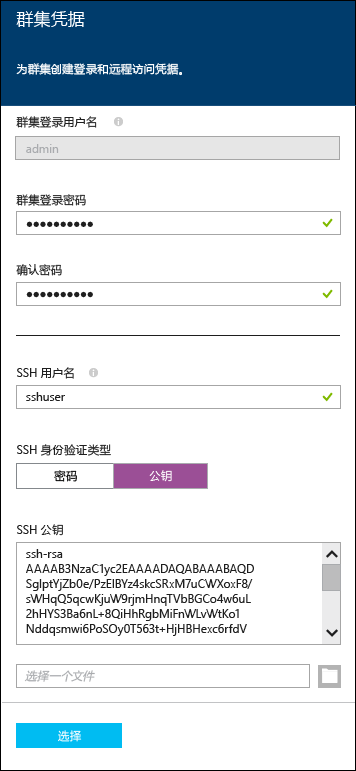 群集凭据
为群集创建登录和远程访问凭据。
群集登录用户名
admin
群集登录密码
••••••••••
确认密码
••••••••••
SSH 用户名
sshuser
SSH 身份验证类型
密码 公钥
SSH 公钥
ssh-rsa
AAAAB3NzaC1yc2EAAAADAQABAAABAQD
SglptYjZb0e/PzEIBYz4skcSRxM7uCWXoxF8/
sWHqQ5qcwKjuW9rjmHnqTVbBGCo4w6uL
2hHYS3Ba6nL+8QiHhRgbMiFnWLvWtKo1
Nddqsmwi6PoSOy0T563t+HjHBHexc6rfdV
选择一个文件
选择